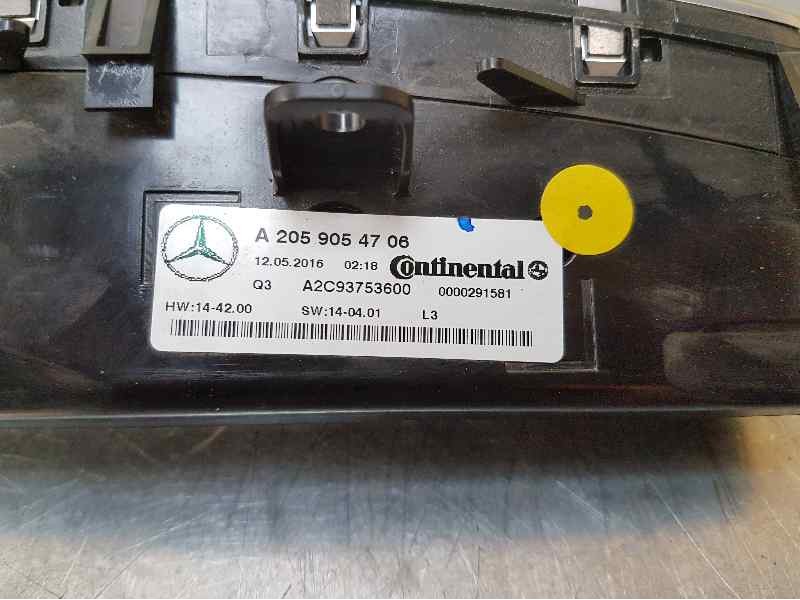 A 205 905 47 06
12.05.2016 02:18 Continental
Q3 A2C93753600 0000291581
HW:14-42.00 SW:14-04.01 L3